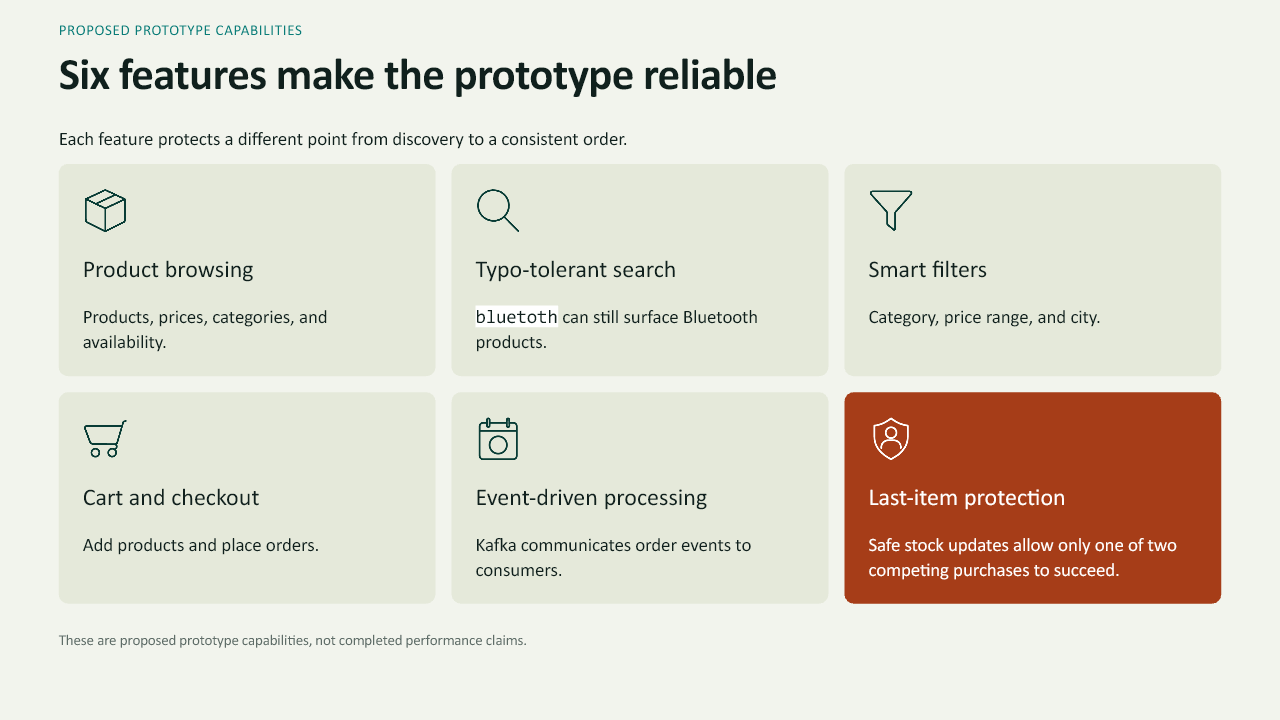 PROPOSED PROTOTYPE CAPABILITIES
Six features make the prototype reliable
Each feature protects a different point from discovery to a consistent order.
Product browsing
Products, prices, categories, and
availability.
Typo-tolerant search
bluetoth can still surface Bluetooth
products.
Smart filters
Category, price range, and city.
Cart and checkout
Add products and place orders.
Event-driven processing
Kafka communicates order events to
consumers.
Last-item protection
Safe stock updates allow only one of two
competing purchases to succeed.
These are proposed prototype capabilities, not completed performance claims.